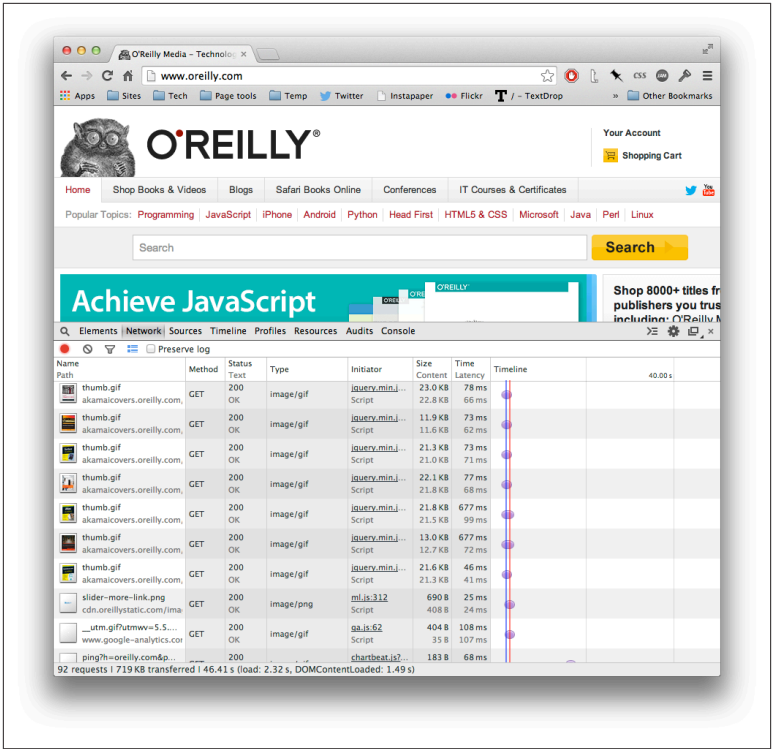 O'Reilly Media – Technolog
www.oreilly.com
CSS
Apps Sites Tech Page tools Temp Twitter Instapaper Flickr T / – TextDrop » Other Bookmarks
O'REILLY®
Your Account
Shopping Cart
Home Shop Books & Videos Blogs Safari Books Online Conferences IT Courses & Certificates You Tube
Popular Topics: Programming JavaScript iPhone Android Python Head First HTML5 & CSS Microsoft Java Perl Linux
Search Search
Achieve JavaScript
O'REILLY
Shop 8000+ titles fr
publishers you trus
including: O'Reilly M
Elements Network Sources Timeline Profiles Resources Audits Console
Preserve log
Name Path Method Status Text Type Initiator Size Content Time Latency Timeline 40.00 s
thumb.gif GET 200 image/gif jquery.min.j... 23.0 KB 78 ms
akamaicovers.oreilly.com, OK Script 22.8 KB 66 ms
thumb.gif GET 200 image/gif jquery.min.j... 11.9 KB 73 ms
akamaicovers.oreilly.com, OK Script 11.6 KB 62 ms
thumb.gif GET 200 image/gif jquery.min.j... 21.3 KB 73 ms
akamaicovers.oreilly.com, OK Script 21.0 KB 71 ms
thumb.gif GET 200 image/gif jquery.min.j... 22.1 KB 77 ms
akamaicovers.oreilly.com, OK Script 21.8 KB 68 ms
thumb.gif GET 200 image/gif jquery.min.j... 21.8 KB 677 ms
akamaicovers.oreilly.com, OK Script 21.5 KB 99 ms
thumb.gif GET 200 image/gif jquery.min.j... 13.0 KB 677 ms
akamaicovers.oreilly.com, OK Script 12.7 KB 72 ms
thumb.gif GET 200 image/gif jquery.min.j... 21.6 KB 46 ms
akamaicovers.oreilly.com, OK Script 21.3 KB 41 ms
slider-more-link.png GET 200 image/png ml.js:312 690 B 25 ms
cdn.oreillystatic.com/ima OK Script 408 B 24 ms
__utm.gif?utmwv=5.5.... GET 200 image/gif ga.js:62 404 B 108 ms
www.google-analytics.cor OK Script 35 B 107 ms
ping?h=oreilly.com&p... 200 chartbeat.js?... 183 B 68 ms
92 requests | 719 KB transferred | 46.41 s (load: 2.32 s, DOMContentLoaded: 1.49 s)